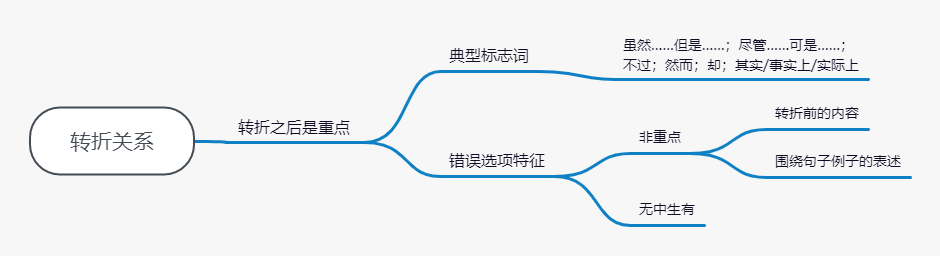 转折关系
转折之后是重点
典型标志词
虽然……但是……；尽管……可是……；
不过；然而；却；其实/事实上/实际上
错误选项特征
非重点
转折前的内容
围绕句子例子的表述
无中生有